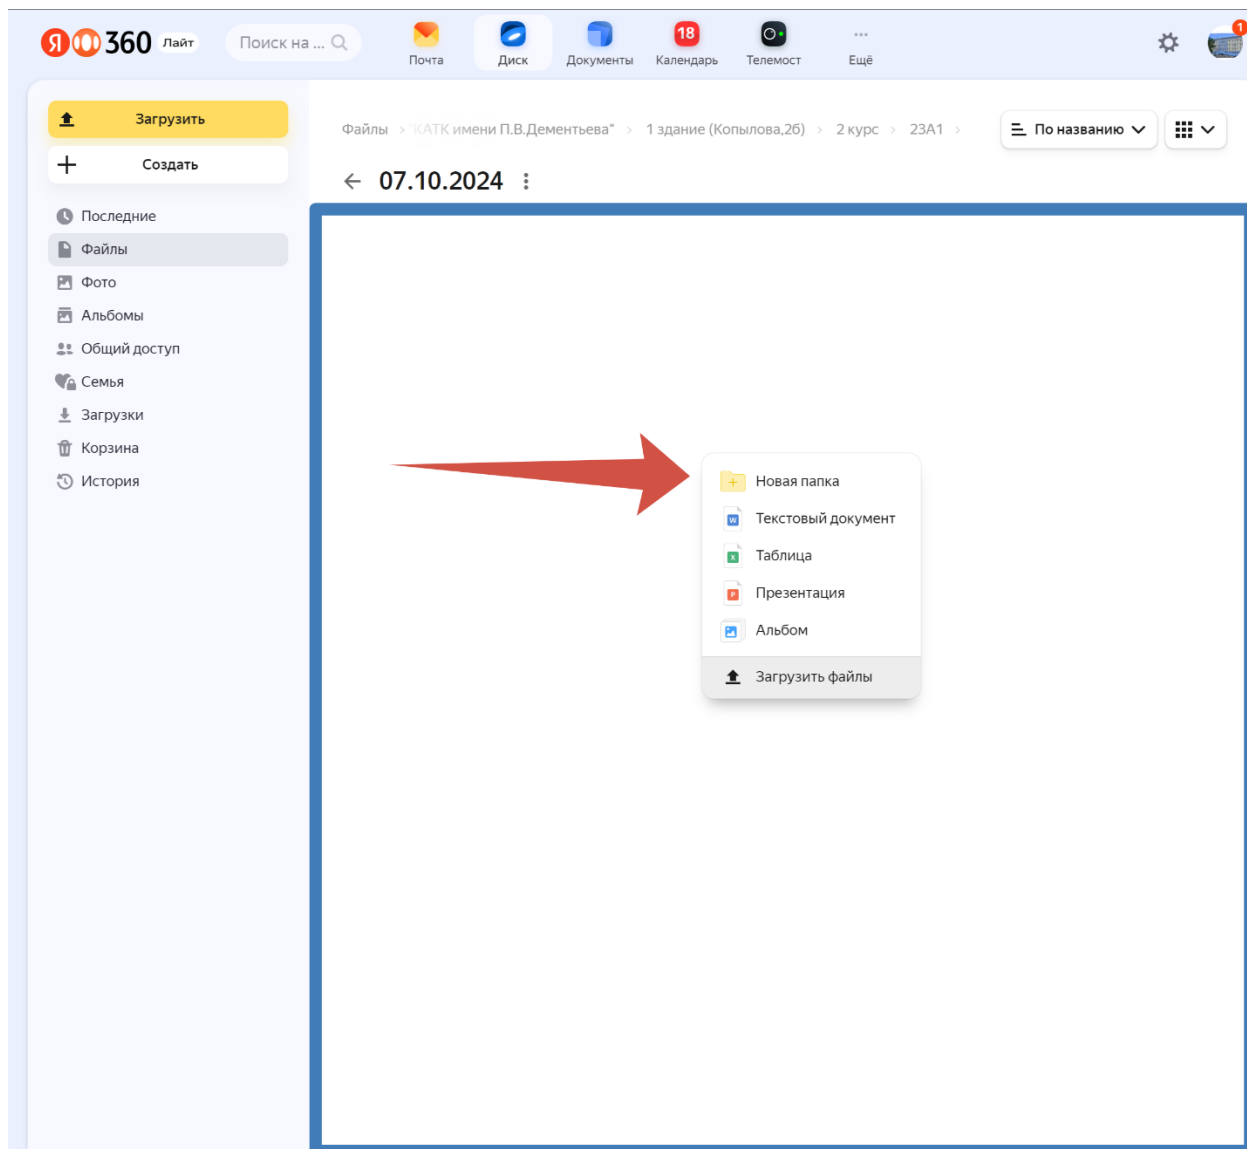 Я 360 Лайт
Поиск на ...
Почта
Диск
Документы
18
Календарь
Телемост
Ещё
1
Загрузить
Создать
Последние
Файлы
Фото
Альбомы
Общий доступ
Семья
Загрузки
Корзина
История
Файлы > "КАТК имени П.В.Дементьева" > 1 здание (Копылова,2б) > 2 курс > 23А1 >
По названию
← 07.10.2024
Новая папка
W Текстовый документ
X Таблица
P Презентация
Альбом
Загрузить файлы